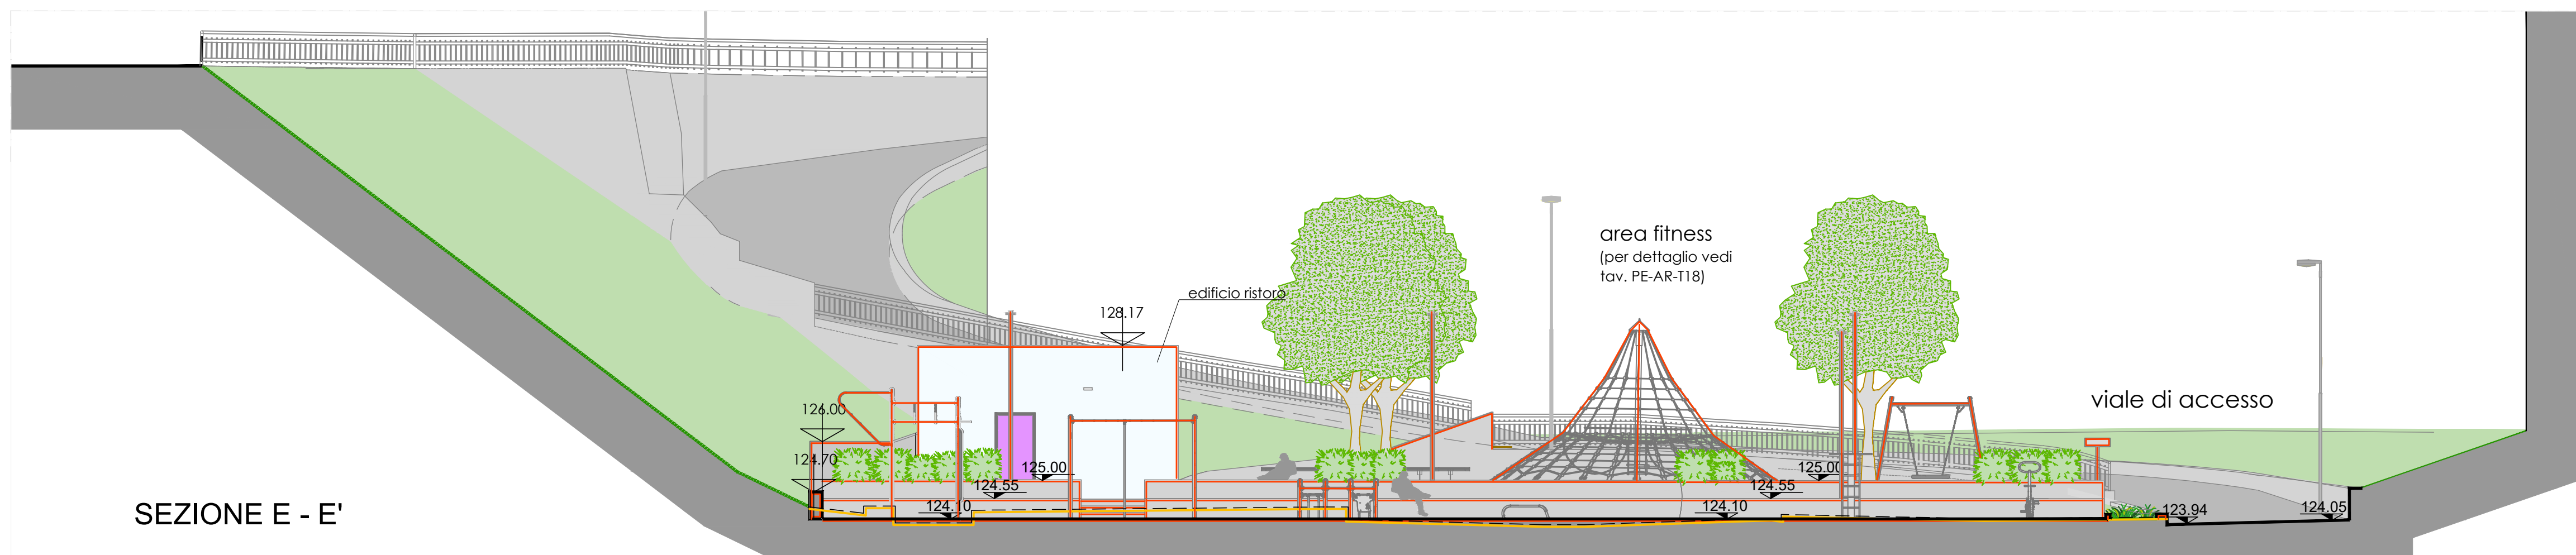 area fitness
(per dettaglio vedi
tav. PE-AR-T18)
edificio ristoro
128.17
viale di accesso
126.00
124.70
125.00
125.00
124.55
124.55
124.10
124.10
123.94
124.05
SEZIONE E - E'